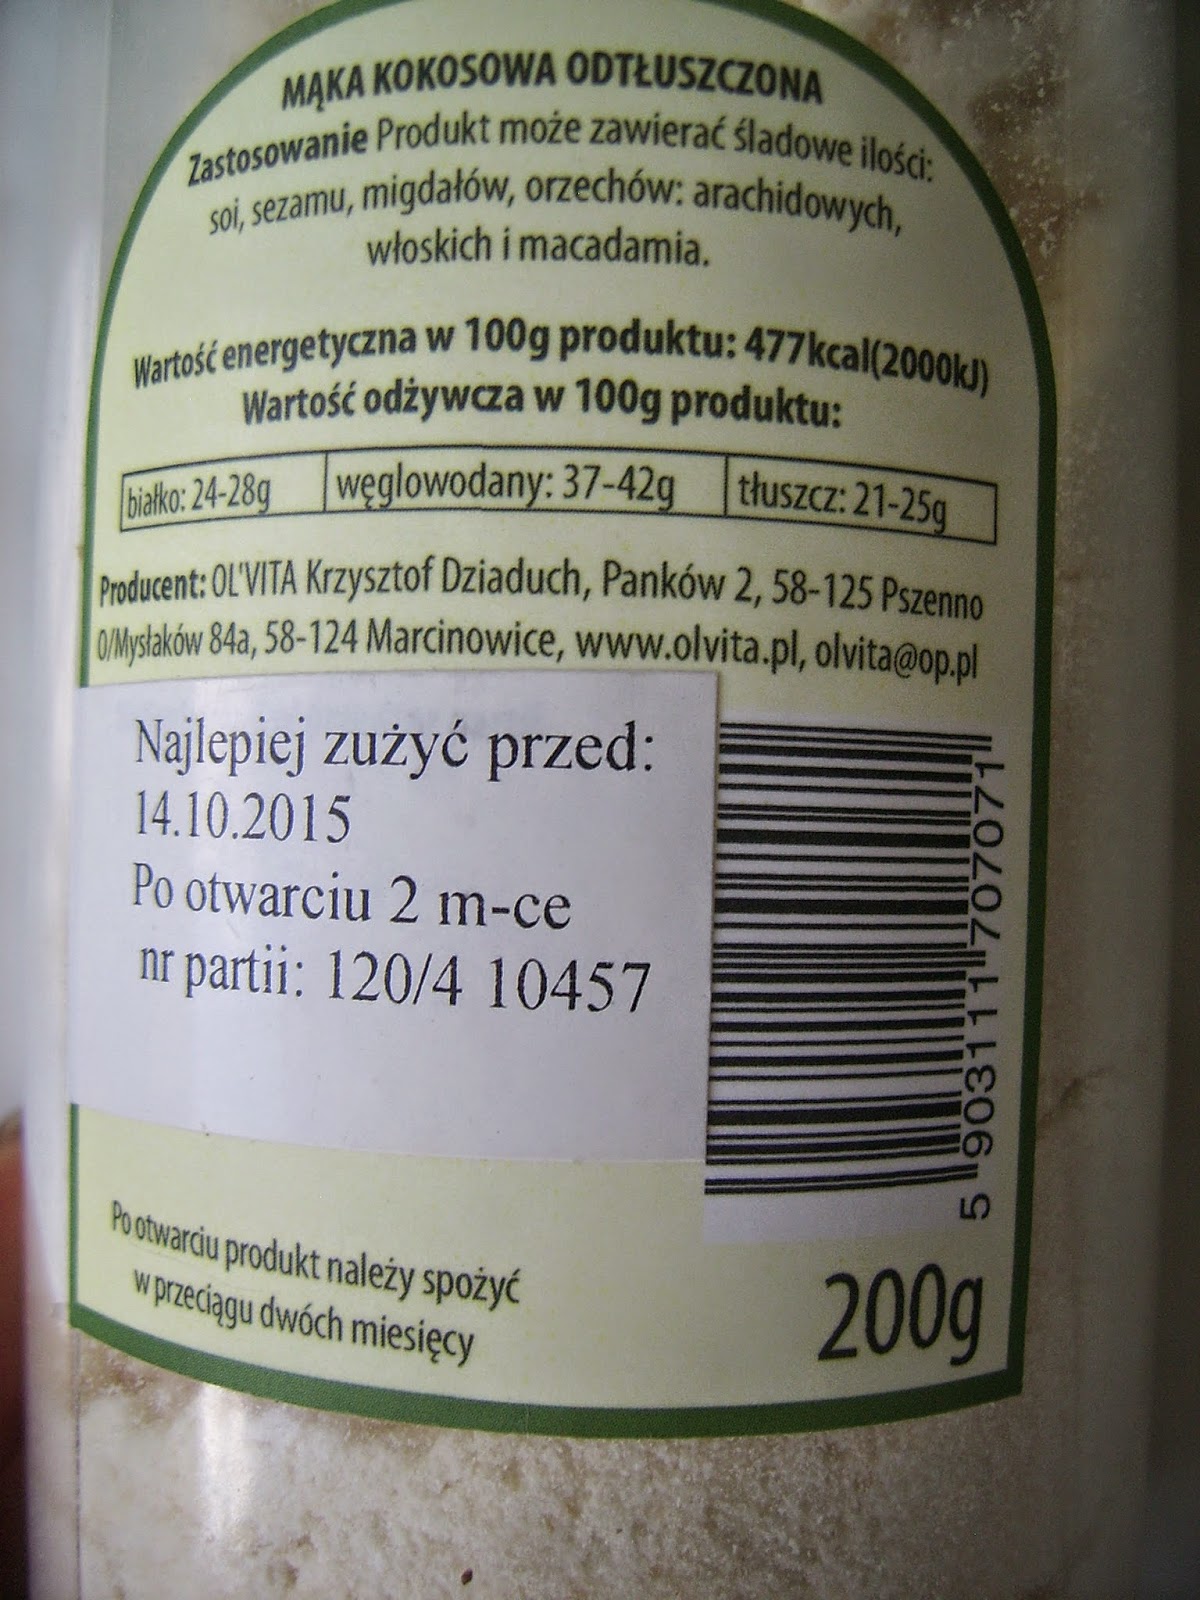 MĄKA KOKOSOWA ODTŁUSZCZONA
Zastosowanie Produkt może zawierać śladowe ilości:
soi, sezamu, migdałów, orzechów: arachidowych,
włoskich i macadamia.
Wartość energetyczna w 100g produktu: 477kcal(2000kJ)
Wartość odżywcza w 100g produktu:
białko: 24-28g węglowodany: 37-42g tłuszcz: 21-25g
Producent: OL'VITA Krzysztof Dziaduch, Panków 2, 58-125 Pszenno
O/Mysłaków 84a, 58-124 Marcinowice, www.olvita.pl, olvita@op.pl
Najlepiej zużyć przed:
14.10.2015
Po otwarciu 2 m-ce
nr partii: 120/4 10457
5 903111 707071
Po otwarciu produkt należy spożyć
w przeciągu dwóch miesięcy
200g